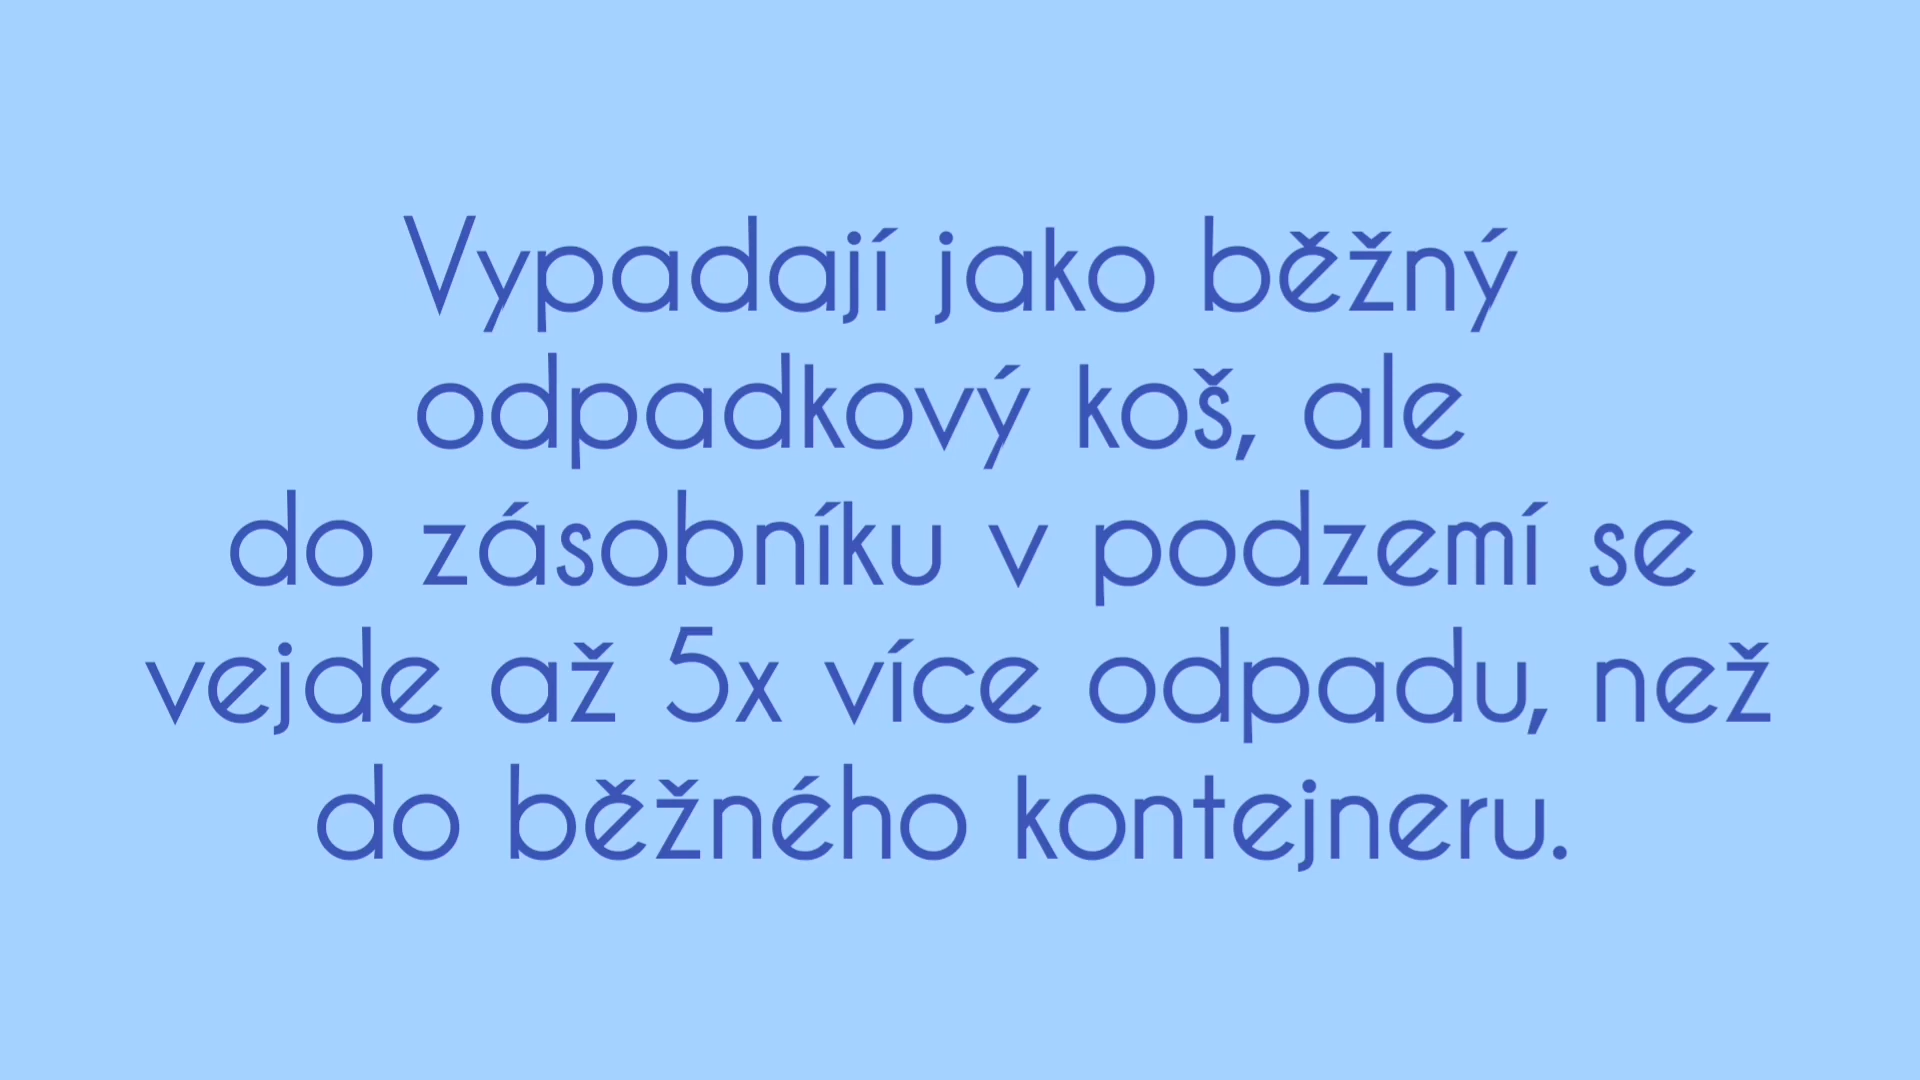 Vypadají jako běžný
odpadkový koš, ale
do zásobníku v podzemí se
vejde až 5x více odpadu, než
do běžného kontejneru.